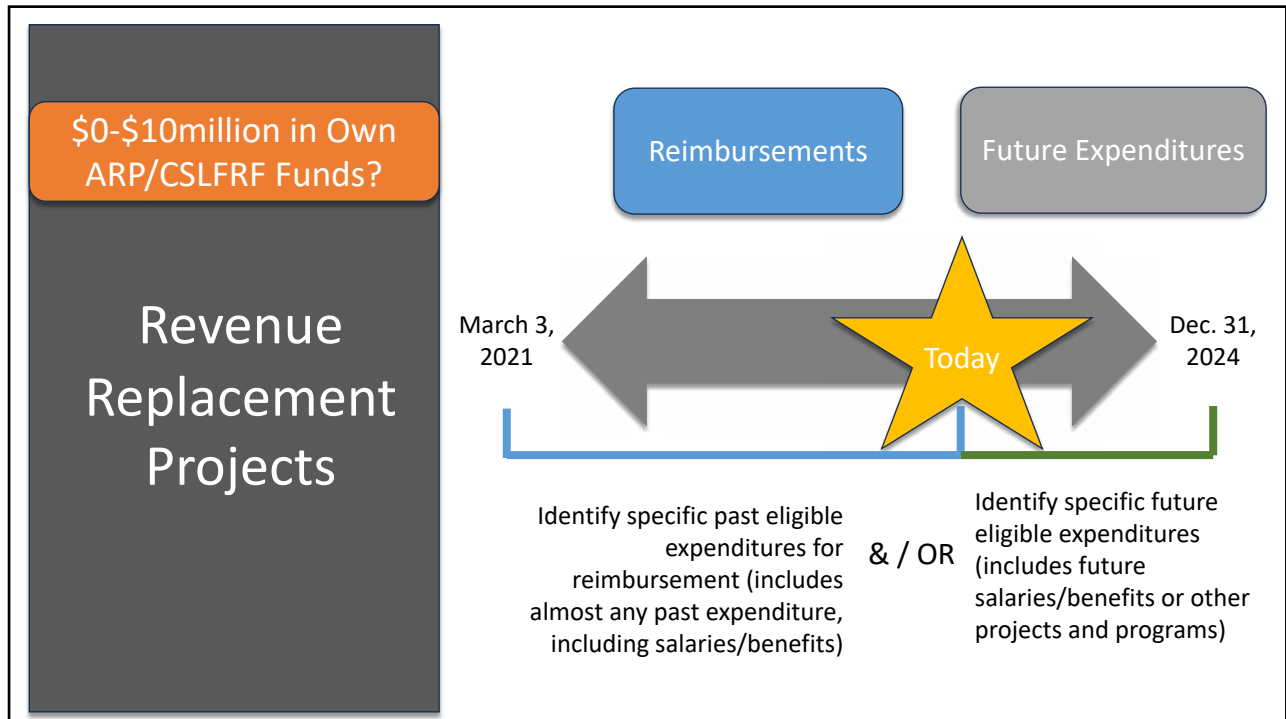 $0-$10million in Own
ARP/CSLFRF Funds?
Revenue
Replacement
Projects
Reimbursements
Future Expenditures
March 3,
2021
Today
Dec. 31,
2024
Identify specific past eligible
expenditures for
reimbursement (includes
almost any past expenditure,
including salaries/benefits)
& / OR
Identify specific future
eligible expenditures
(includes future
salaries/benefits or other
projects and programs)